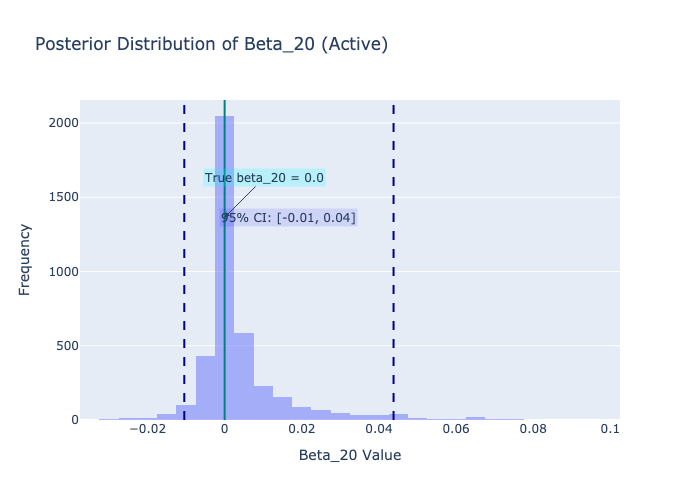 Posterior Distribution of Beta_20 (Active)
2000
True beta_20 = 0.0
1500
95% CI: [-0.01, 0.04]
Frequency
1000
500
0
−0.02
0
0.02
0.04
0.06
0.08
0.1
Beta_20 Value